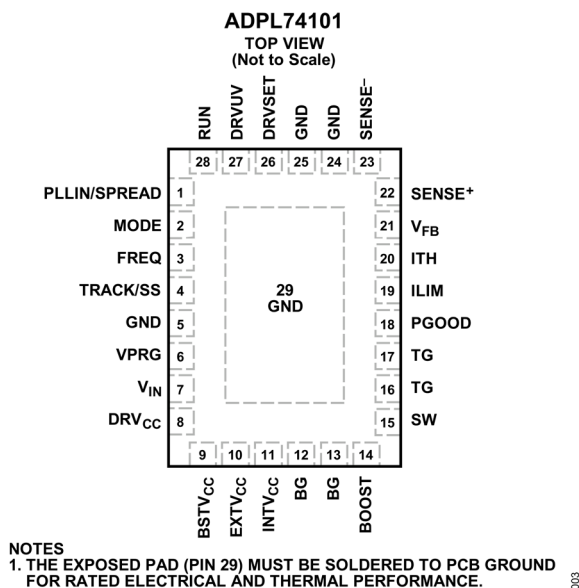 ADPL74101
TOP VIEW
(Not to Scale)
RUN
DRVUV
DRVSET
GND
GND
SENSE–
28 27 26 25 24 23
PLLIN/SPREAD 1
MODE 2
FREQ 3
TRACK/SS 4
GND 5
VPRG 6
VIN 7
DRVCC 8
29
GND
22 SENSE+
21 VFB
20 ITH
19 ILIM
18 PGOOD
17 TG
16 TG
15 SW
9 10 11 12 13 14
BSTVCC
EXTVCC
INTVCC
BG
BG
BOOST
NOTES
1. THE EXPOSED PAD (PIN 29) MUST BE SOLDERED TO PCB GROUND
FOR RATED ELECTRICAL AND THERMAL PERFORMANCE.
003